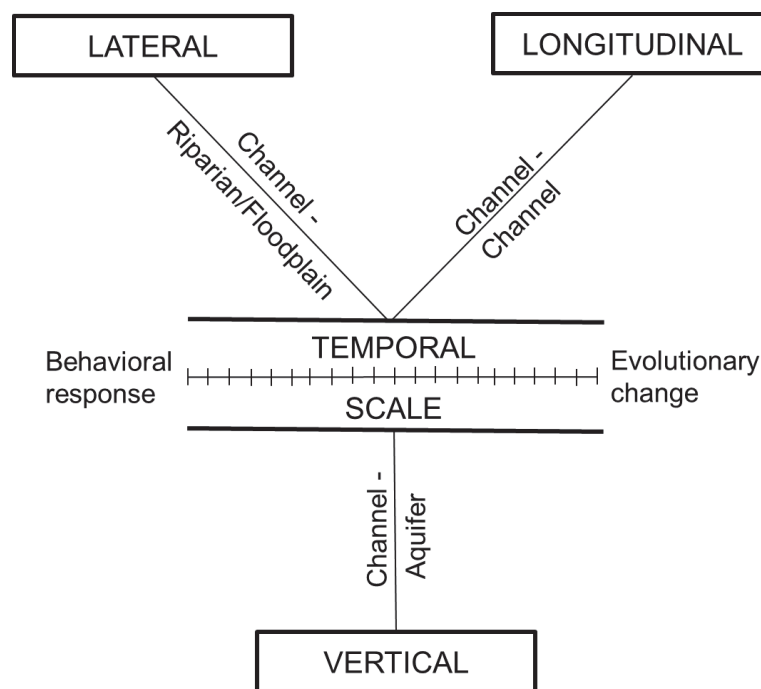 LATERAL
LONGITUDINAL
Channel -
Riparian/Floodplain
Channel -
Channel
TEMPORAL
Behavioral
response
Evolutionary
change
SCALE
Channel -
Aquifer
VERTICAL